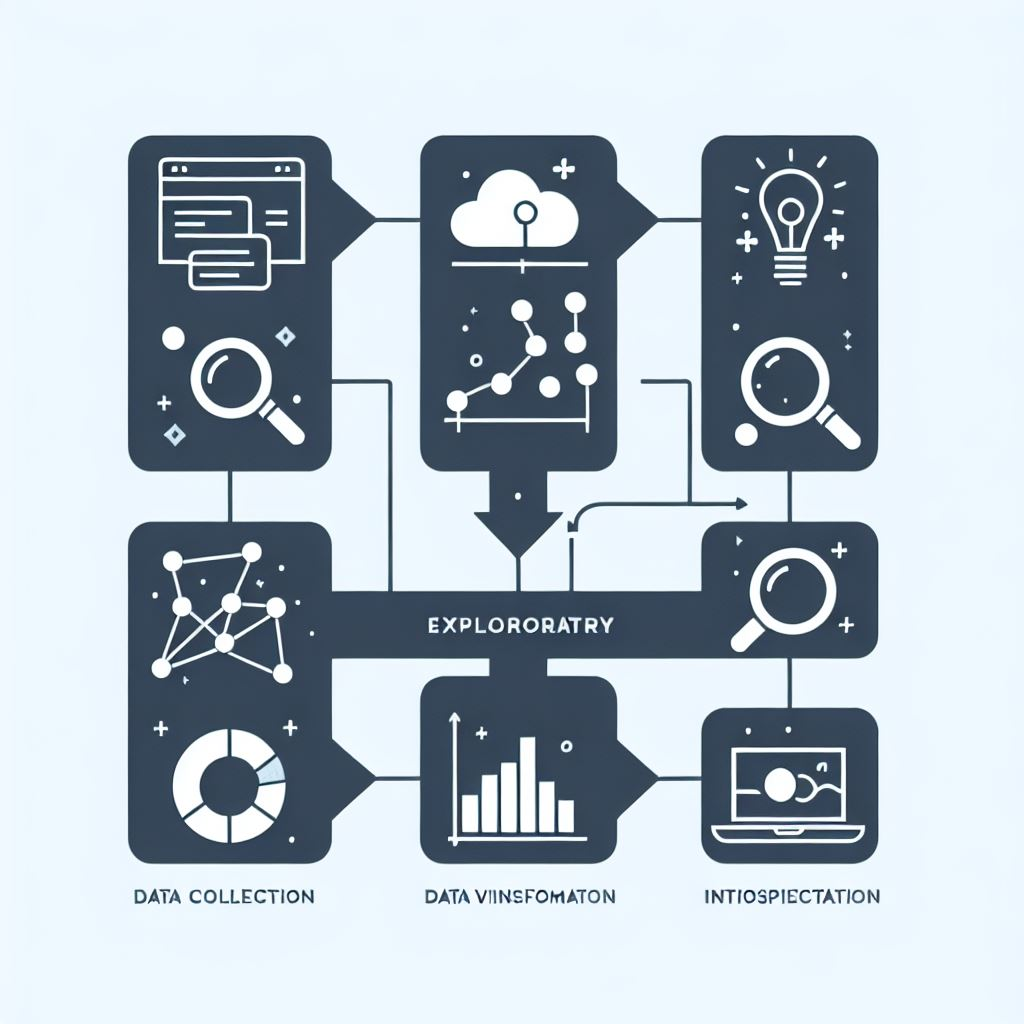 EXPLORORATRY
DATA COLLECTION
DATA VIINSFOMATON
INTIOSPIECTATION